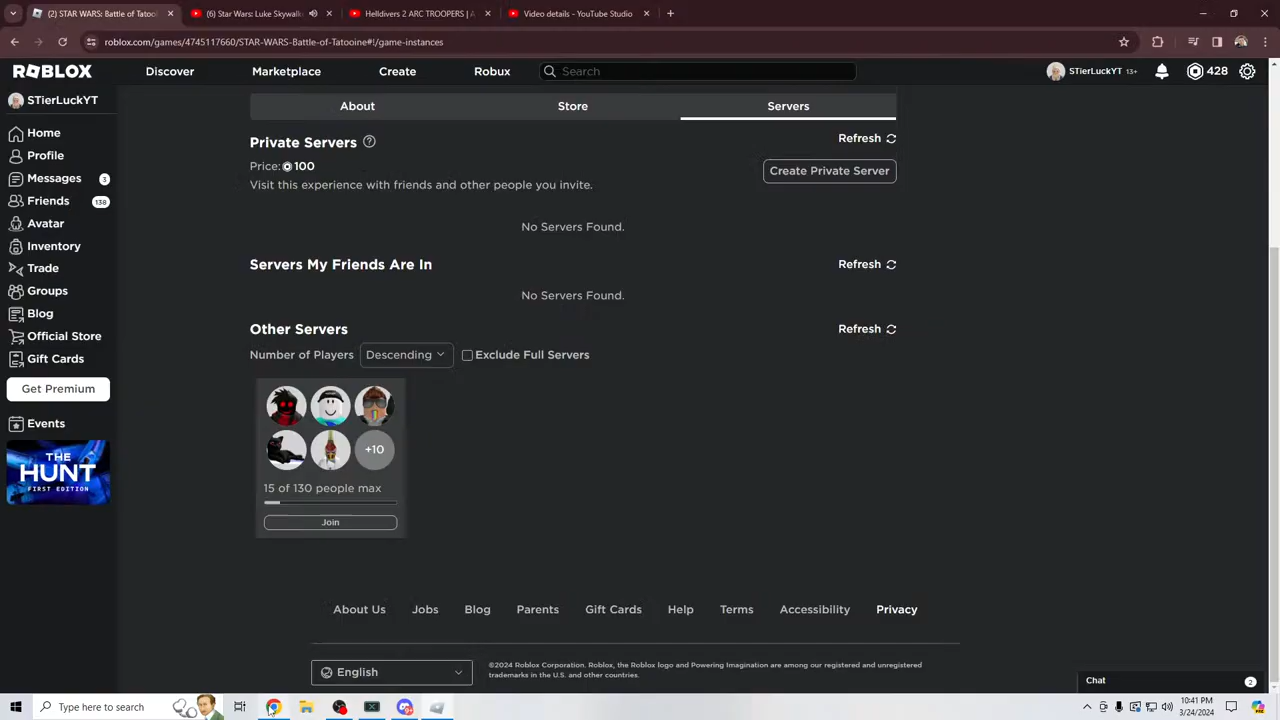 (2) STAR WARS: Battle of Tatooi
(6) Star Wars: Luke Skywalk
Helldivers 2 ARC TROOPERS | A
Video details - YouTube Studio
roblox.com/games/4745117660/STAR-WARS-Battle-of-Tatooine#!/game-instances
ROBLOX
Discover
Marketplace
Create
Robux
Search
STierLuckYT 13+
428
STierLuckYT
Home
Profile
Messages 3
Friends 138
Avatar
Inventory
Trade
Groups
Blog
Official Store
Gift Cards
Get Premium
Events
THE
HUNT
FIRST EDITION
About
Store
Servers
Private Servers
Refresh
Price: 100
Create Private Server
Visit this experience with friends and other people you invite.
No Servers Found.
Servers My Friends Are In
Refresh
No Servers Found.
Other Servers
Refresh
Number of Players
Descending
Exclude Full Servers
+10
15 of 130 people max
Join
About Us
Jobs
Blog
Parents
Gift Cards
Help
Terms
Accessibility
Privacy
English
©2024 Roblox Corporation. Roblox, the Roblox logo and Powering Imagination are among our registered and unregistered
trademarks in the U.S. and other countries.
Chat
2
Type here to search
10:41 PM
3/24/2024